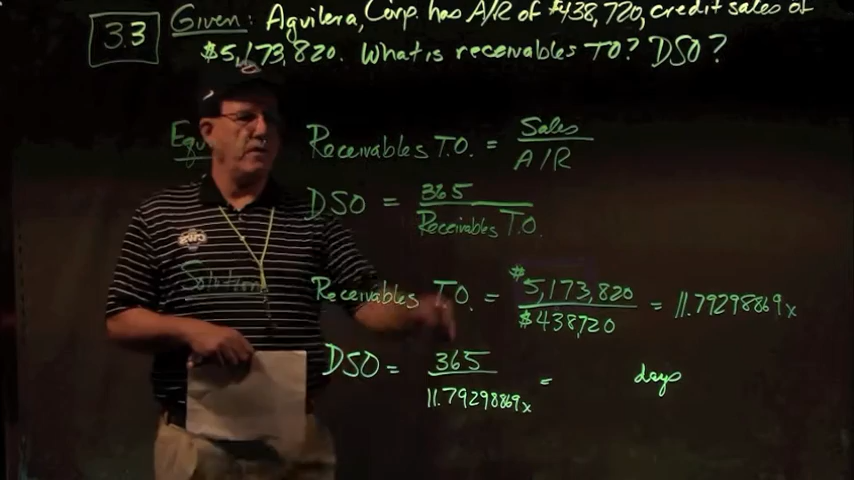 3.3 Given: Aguilera, Corp. has A/R of $438,720, credit sales of
$5,173,820. What is receivables TO? DSO?
Receivables T.O. = Sales
A/R
DSO = 365
Receivables T.O.
Solution
Receivables T.O. = $5,173,820
$438,720
= 11.79298869x
DSO = 365
11.79298869x
= days